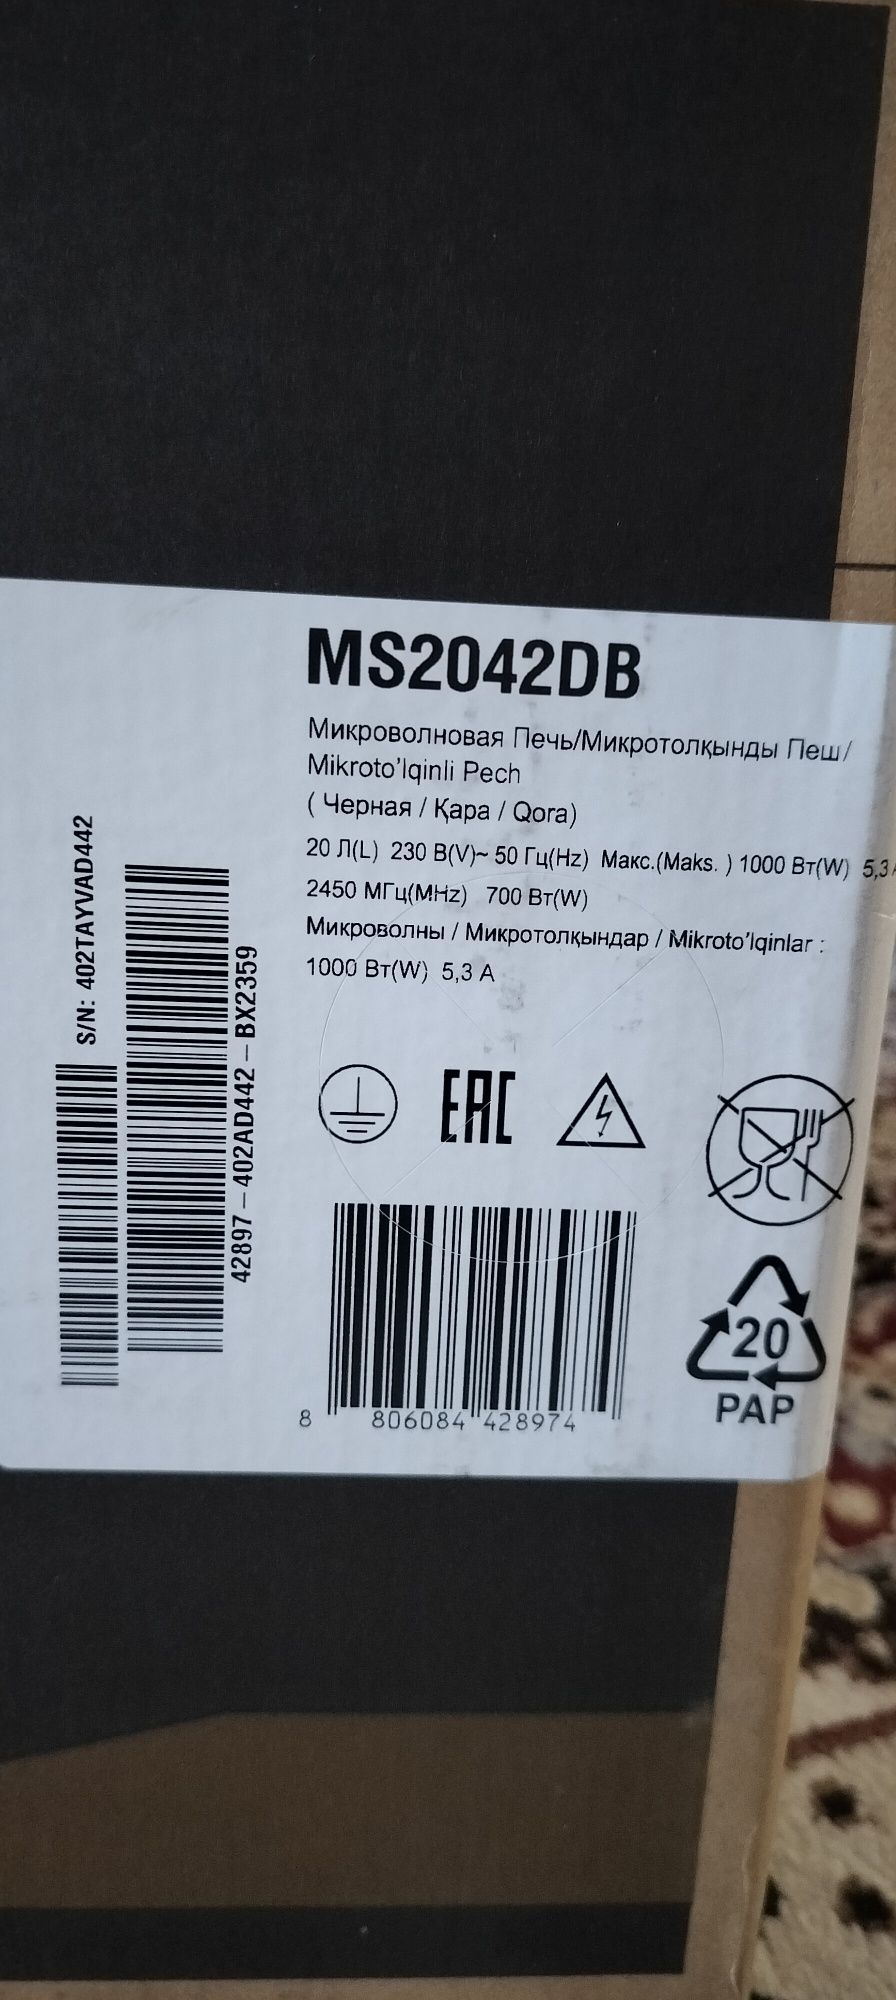 MS2042DB
Микроволновая Печь/Микротолқынды Пеш/
Mikroto'lqinli Pech
( Черная / Қара / Qora)
20 Л(L) 230 В(V)~ 50 Гц(Hz) Макс.(Maks. ) 1000 Вт(W) 5,3
2450 МГц(MHz) 700 Вт(W)
Микроволны / Микротолқындар / Mikroto'lqinlar :
1000 Вт(W) 5,3 А
S/N: 402TAYVAD442
42897 – 402AD442 – BX2359
EAC
8 806084 428974
20
PAP